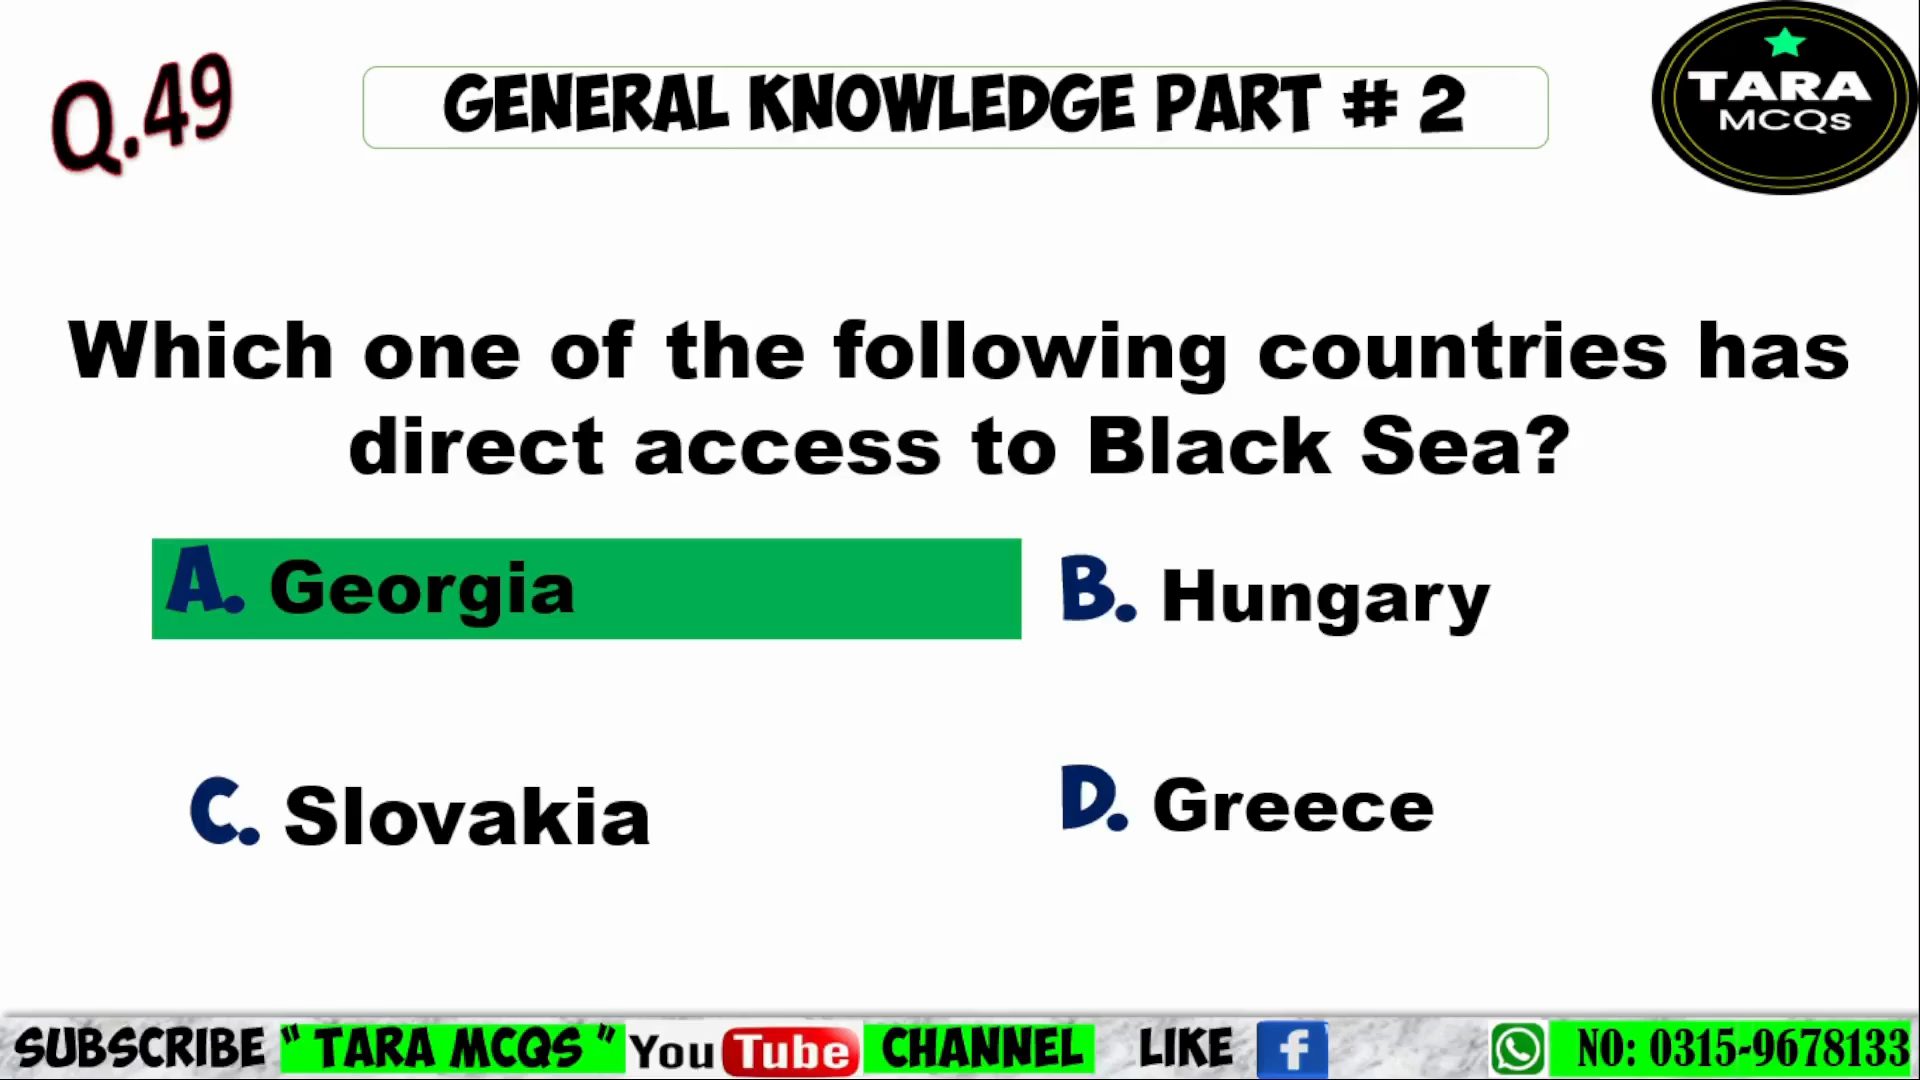 Q.49
GENERAL KNOWLEDGE PART # 2
TARA
MCQs
Which one of the following countries has
direct access to Black Sea?
A. Georgia
B. Hungary
C. Slovakia
D. Greece
SUBSCRIBE " TARA MCQS " YouTube CHANNEL LIKE f NO: 0315-9678133